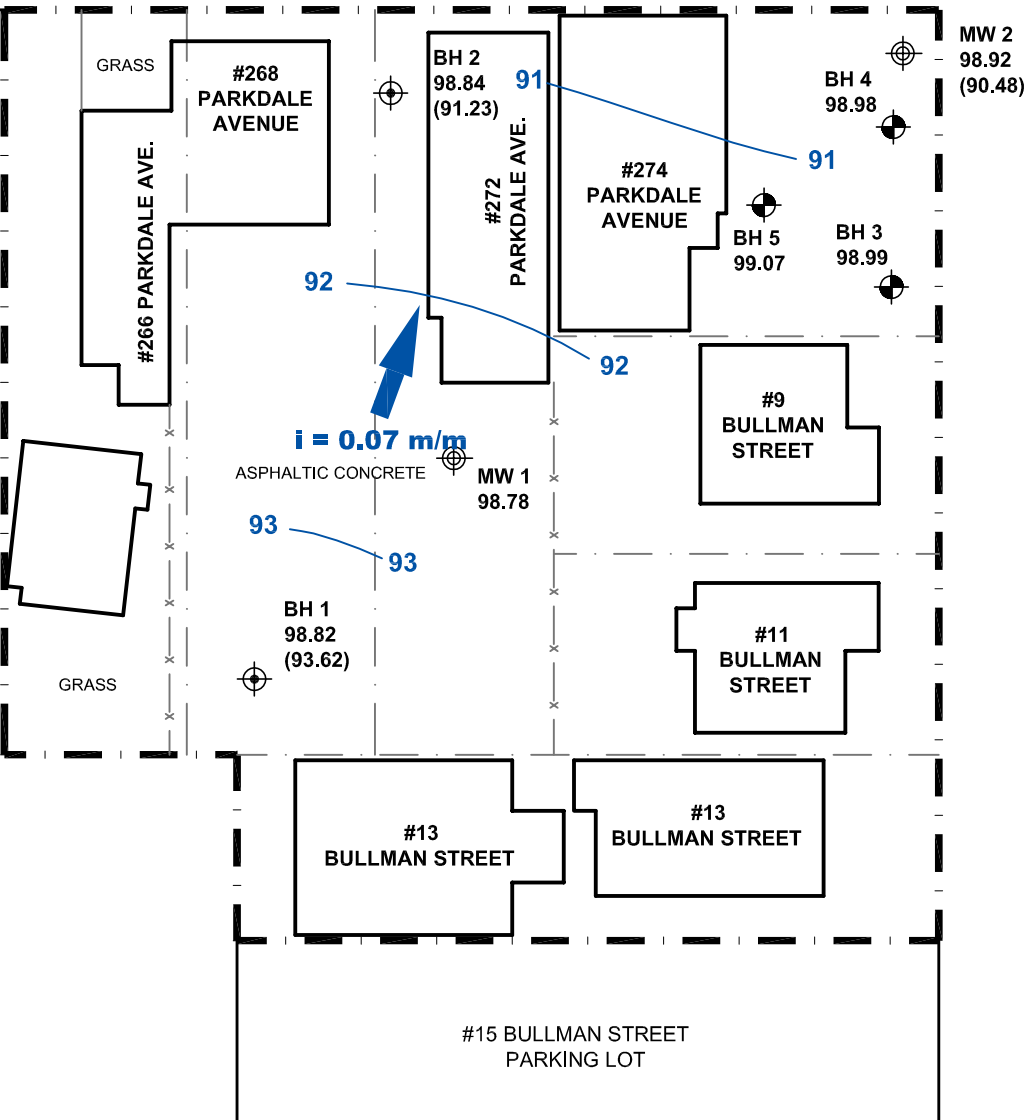 GRASS
#268
PARKDALE
AVENUE
#266 PARKDALE AVE.
BH 2
98.84
(91.23)
#272
PARKDALE AVE.
91
91
#274
PARKDALE
AVENUE
MW 2
98.92
(90.48)
BH 4
98.98
BH 5
99.07
BH 3
98.99
92
92
i = 0.07 m/m
ASPHALTIC CONCRETE
MW 1
98.78
#9
BULLMAN
STREET
93
93
BH 1
98.82
(93.62)
GRASS
#11
BULLMAN
STREET
#13
BULLMAN STREET
#13
BULLMAN STREET
#15 BULLMAN STREET
PARKING LOT